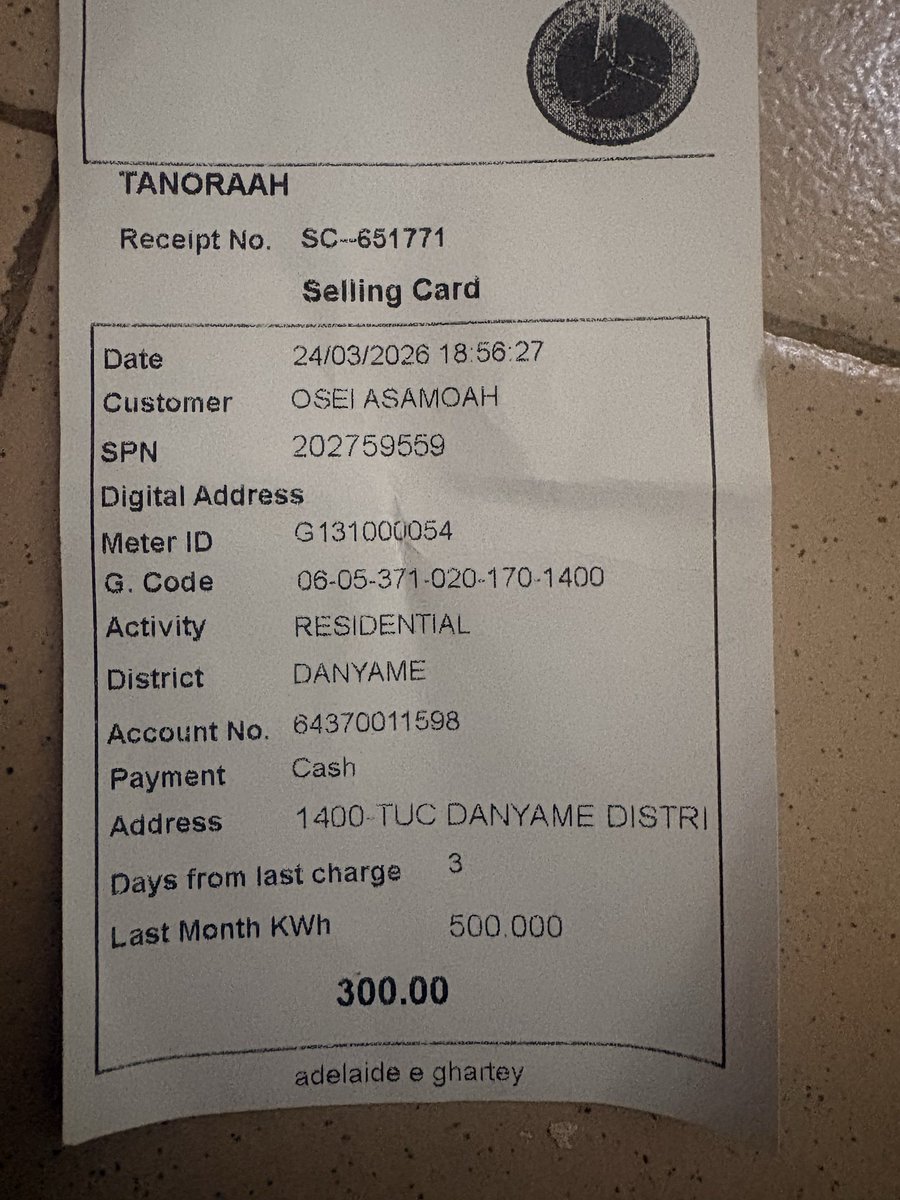 TANORAAH
Receipt No. SC--651771
Selling Card
Date 24/03/2026 18:56:27
Customer OSEI ASAMOAH
SPN 202759559
Digital Address
Meter ID G131000054
G. Code 06-05-371-020-170-1400
Activity RESIDENTIAL
District DANYAME
Account No. 64370011598
Payment Cash
Address 1400-TUC DANYAME DISTRI
Days from last charge 3
Last Month KWh 500.000
300.00
adelaide e ghartey